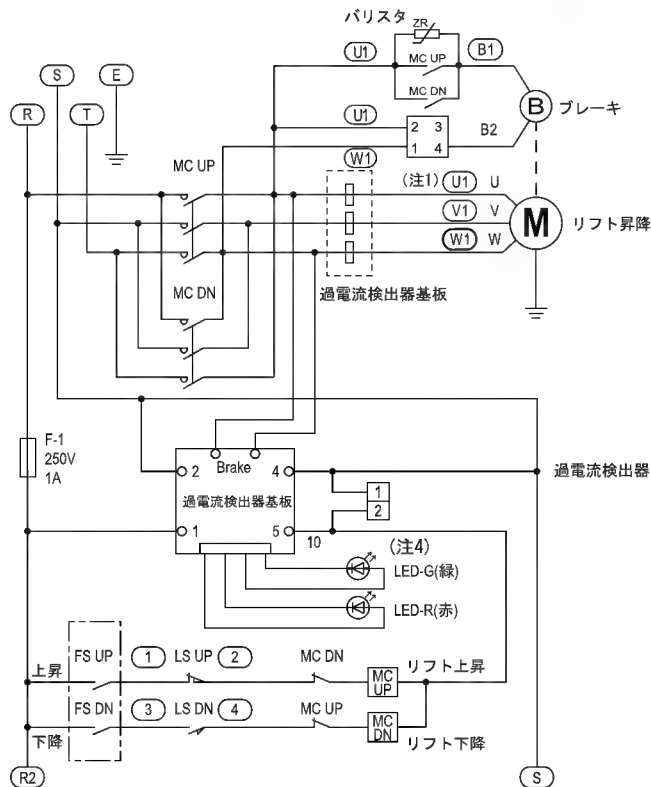 バリスタ
ZR
U1
MC UP
B1
MC DN
S
E
R
T
B
ブレーキ
U1
2 3
1 4
B2
W1
MC UP
(注1) U1 U
V1 V
W1 W
M
リフト昇降
過電流検出器基板
MC DN
F-1
250V
1A
Brake
2
4
過電流検出器基板
1
5
10
1
2
過電流検出器
(注4)
LED-G(緑)
LED-R(赤)
上昇
FS UP
1
LS UP
2
MC DN
MC UP
リフト上昇
下降
FS DN
3
LS DN
4
MC UP
MC DN
リフト下降
R2
S